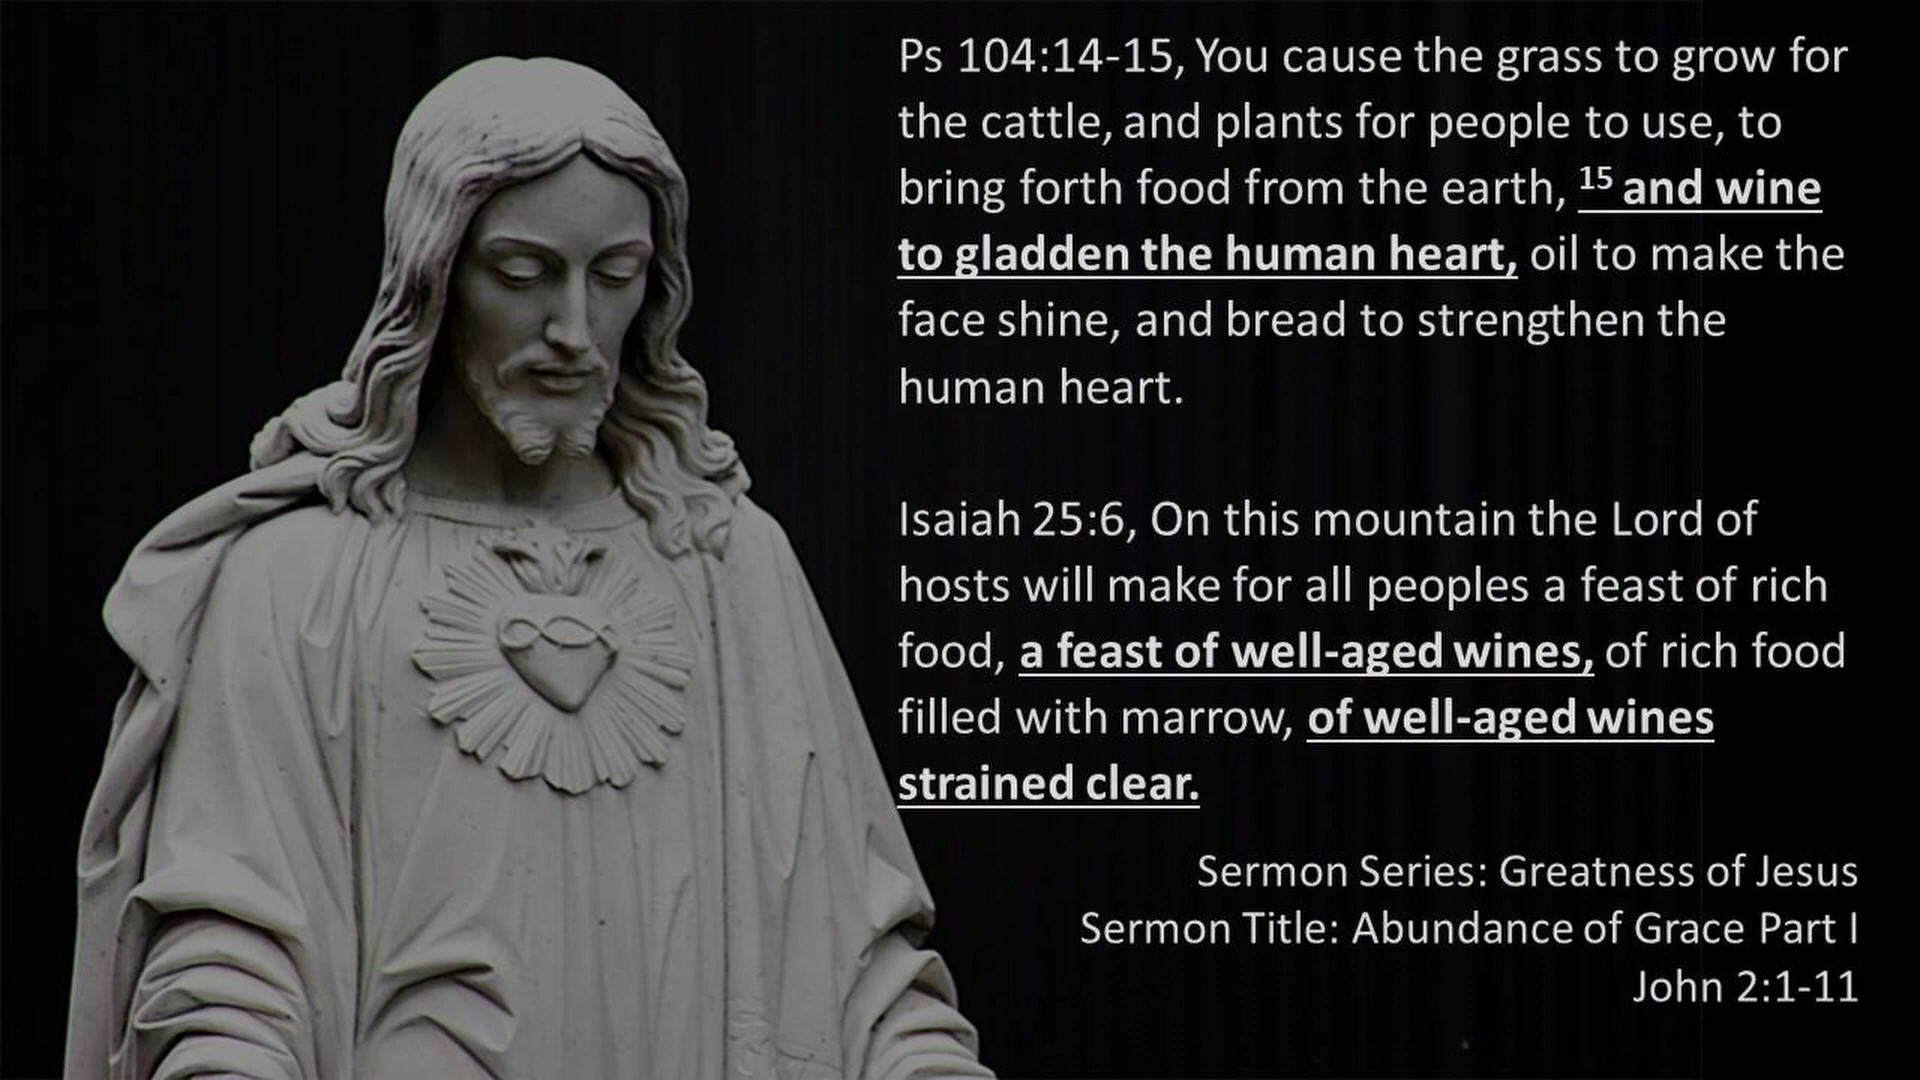 Ps 104:14-15, You cause the grass to grow for
the cattle, and plants for people to use, to
bring forth food from the earth, 15 and wine
to gladden the human heart, oil to make the
face shine, and bread to strengthen the
human heart.
Isaiah 25:6, On this mountain the Lord of
hosts will make for all peoples a feast of rich
food, a feast of well-aged wines, of rich food
filled with marrow, of well-aged wines
strained clear.
Sermon Series: Greatness of Jesus
Sermon Title: Abundance of Grace Part I
John 2:1-11